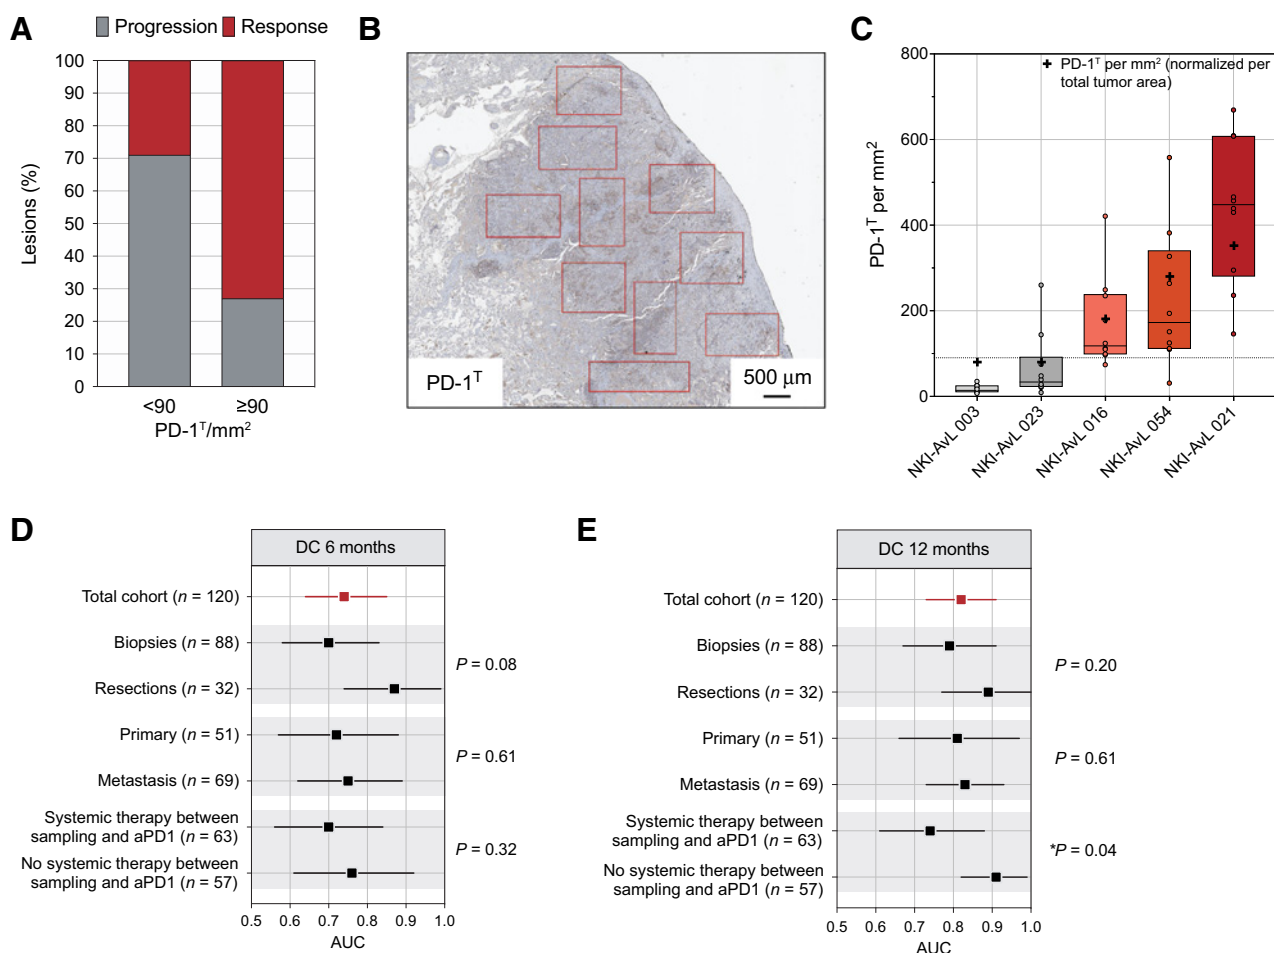 A
Progression Response
100
90
80
70
60
50
40
30
20
10
0
Lesions (%)
<90 ≥90
PD-1ᵀ/mm²
B
PD-1ᵀ
500 µm
C
800
600
400
200
0
PD-1ᵀ per mm²
+ PD-1ᵀ per mm² (normalized per
total tumor area)
NKI-AvL 003
NKI-AvL 023
NKI-AvL 016
NKI-AvL 054
NKI-AvL 021
D
DC 6 months
Total cohort (n = 120)
Biopsies (n = 88)
P = 0.08
Resections (n = 32)
Primary (n = 51)
P = 0.61
Metastasis (n = 69)
Systemic therapy between
sampling and aPD1 (n = 63)
P = 0.32
No systemic therapy between
sampling and aPD1 (n = 57)
0.5 0.6 0.7 0.8 0.9 1.0
AUC
E
DC 12 months
Total cohort (n = 120)
Biopsies (n = 88)
P = 0.20
Resections (n = 32)
Primary (n = 51)
P = 0.61
Metastasis (n = 69)
Systemic therapy between
sampling and aPD1 (n = 63)
*P = 0.04
No systemic therapy between
sampling and aPD1 (n = 57)
0.5 0.6 0.7 0.8 0.9 1.0
AUC